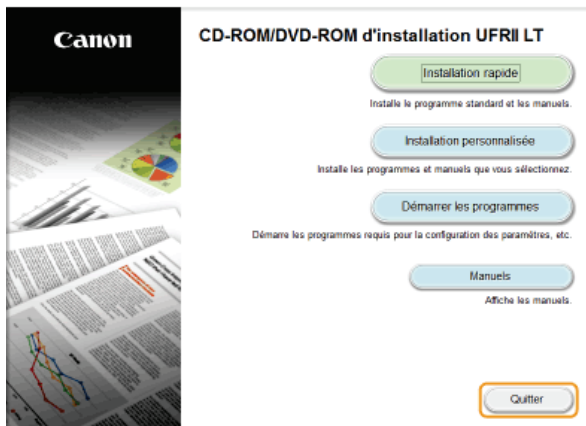 Canon
CD-ROM/DVD-ROM d'installation UFRII LT
Installation rapide
Installe le programme standard et les manuels.
Installation personnalisée
Installe les programmes et manuels que vous sélectionnez.
Démarrer les programmes
Démarre les programmes requis pour la configuration des paramètres, etc.
Manuels
Affiche les manuels.
Quitter